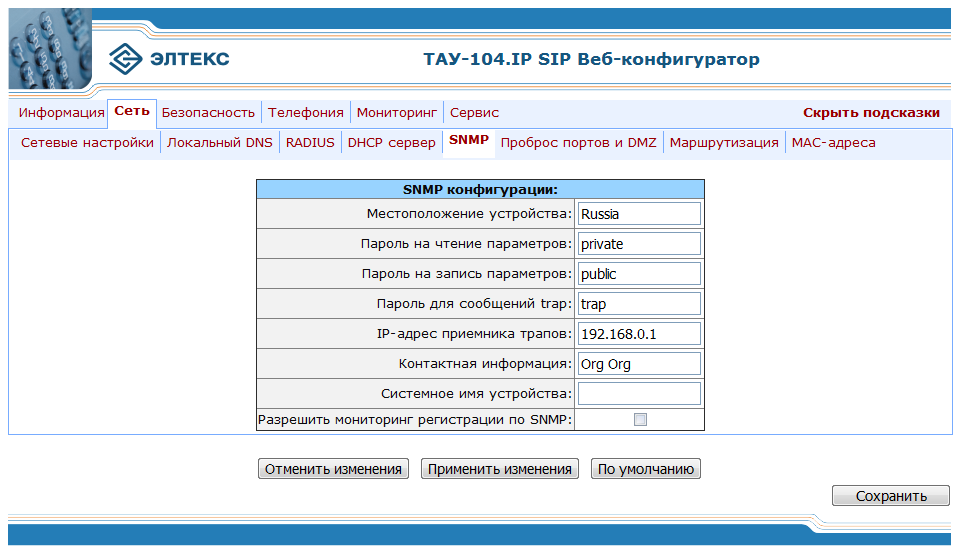 ЭЛТЕКС
ТАУ-104.IP SIP Веб-конфигуратор
Информация Сеть Безопасность Телефония Мониторинг Сервис Скрыть подсказки
Сетевые настройки Локальный DNS RADIUS DHCP сервер SNMP Проброс портов и DMZ Маршрутизация MAC-адреса
SNMP конфигурации:
Местоположение устройства: Russia
Пароль на чтение параметров: private
Пароль на запись параметров: public
Пароль для сообщений trap: trap
IP-адрес приемника трапов: 192.168.0.1
Контактная информация: Org Org
Системное имя устройства:
Разрешить мониторинг регистрации по SNMP:
Отменить изменения Применить изменения По умолчанию
Сохранить